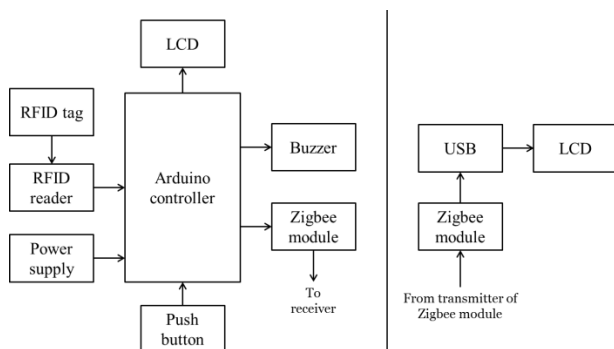 LCD
RFID tag
RFID
reader
Power
supply
Arduino
controller
Push
button
Buzzer
Zigbee
module
To
receiver
USB
LCD
Zigbee
module
From transmitter of
Zigbee module